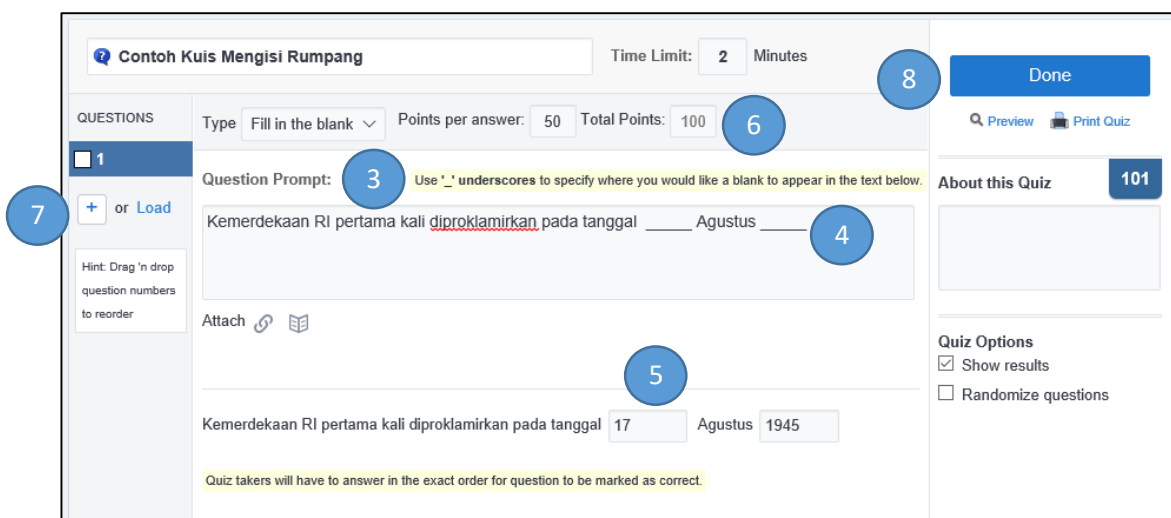 Contoh Kuis Mengisi Rumpang
Time Limit: 2 Minutes
8
Done
QUESTIONS
Type Fill in the blank Points per answer: 50 Total Points: 100
6
Preview Print Quiz
1
Question Prompt:
3
Use '_' underscores to specify where you would like a blank to appear in the text below.
About this Quiz
101
7
+ or Load
Kemerdekaan RI pertama kali diproklamirkan pada tanggal _____ Agustus _____
4
Hint: Drag 'n drop
question numbers
to reorder
Attach
Quiz Options
Show results
Randomize questions
5
Kemerdekaan RI pertama kali diproklamirkan pada tanggal 17 Agustus 1945
Quiz takers will have to answer in the exact order for question to be marked as correct.